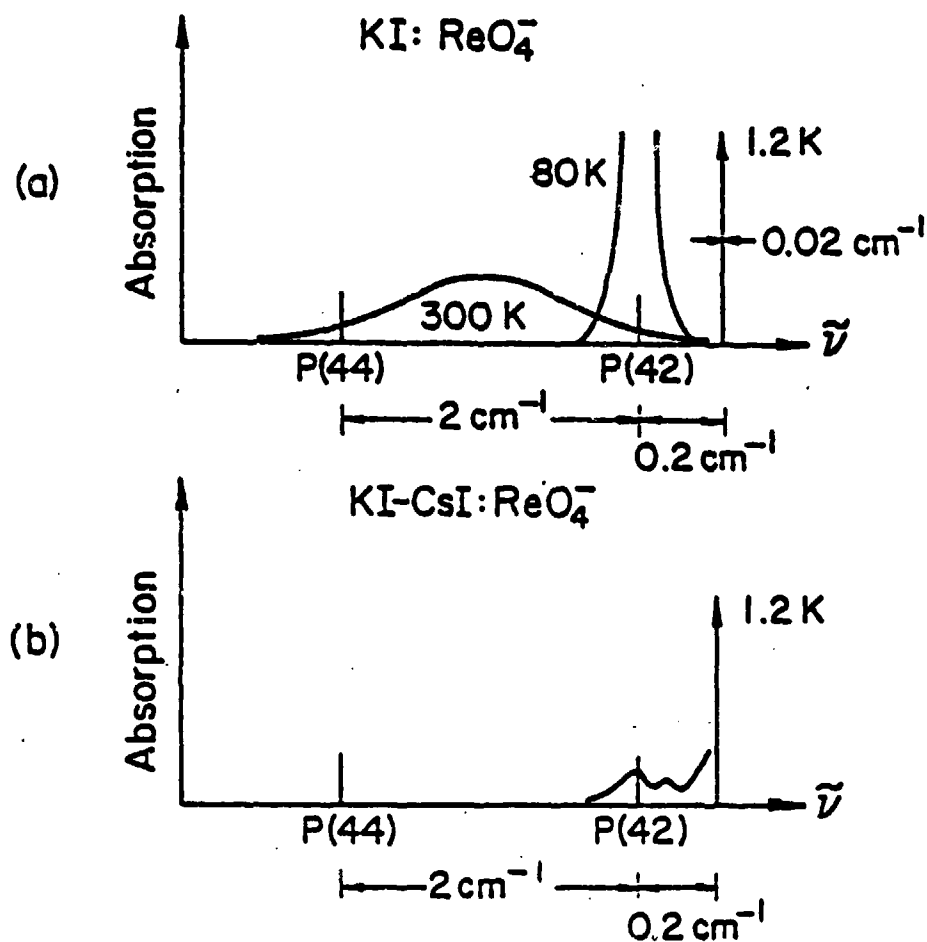 KI: ReO₄⁻
(a)
Absorption
80 K
1.2 K
0.02 cm⁻¹
300 K
ν̃
P(44)
P(42)
2 cm⁻¹
0.2 cm⁻¹
KI-CsI: ReO₄⁻
(b)
Absorption
1.2 K
ν̃
P(44)
P(42)
2 cm⁻¹
0.2 cm⁻¹